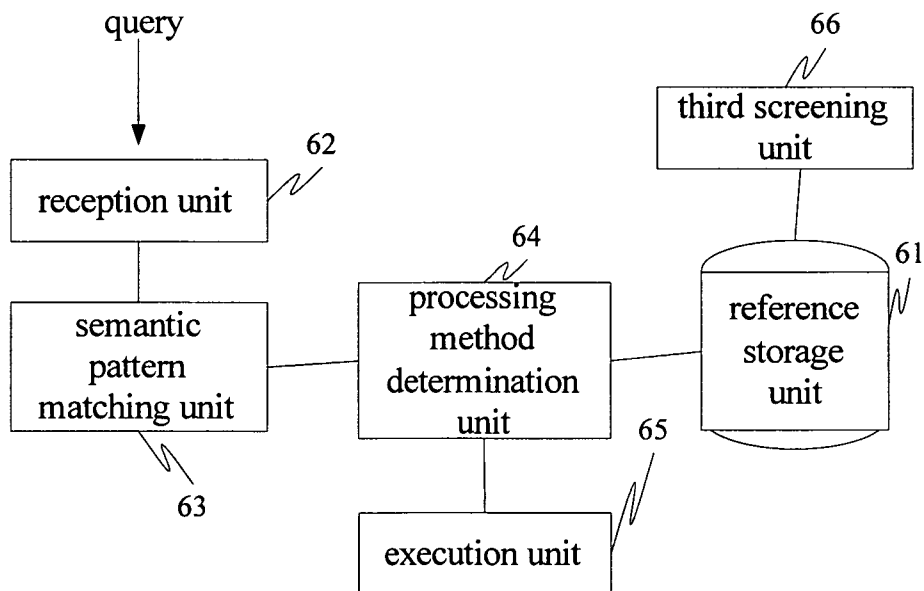 query
66
third screening
unit
62
reception unit
64
61
processing
method
determination
unit
reference
storage
unit
semantic
pattern
matching unit
65
63
execution unit